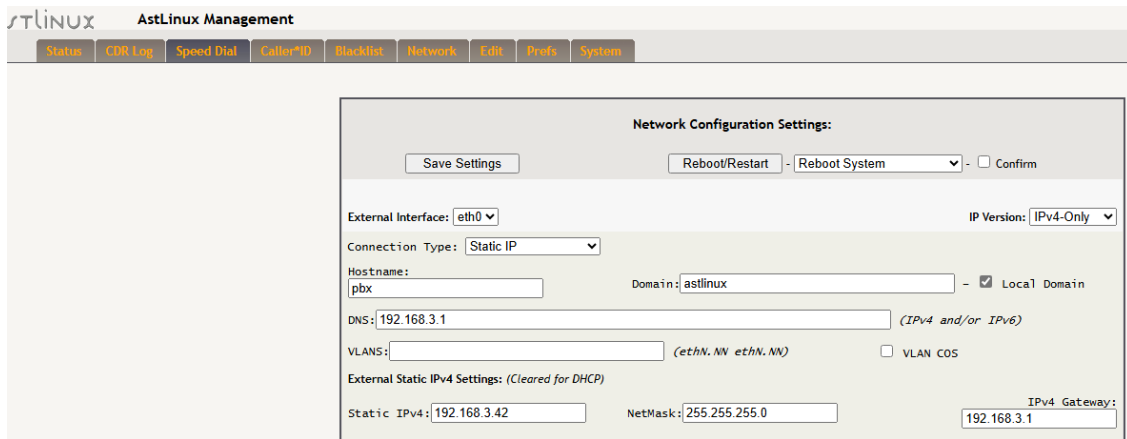 stlinux AstLinux Management
Status CDR Log Speed Dial Caller*ID Blacklist Network Edit Prefs System
Network Configuration Settings:
Save Settings Reboot/Restart - Reboot System - Confirm
External Interface: eth0 IP Version: IPv4-Only
Connection Type: Static IP
Hostname:
pbx Domain: astlinux - Local Domain
DNS: 192.168.3.1 (IPv4 and/or IPv6)
VLANS: (ethN.NN ethN.NN) VLAN COS
External Static IPv4 Settings: (Cleared for DHCP)
IPv4 Gateway:
Static IPv4: 192.168.3.42 NetMask: 255.255.255.0 192.168.3.1